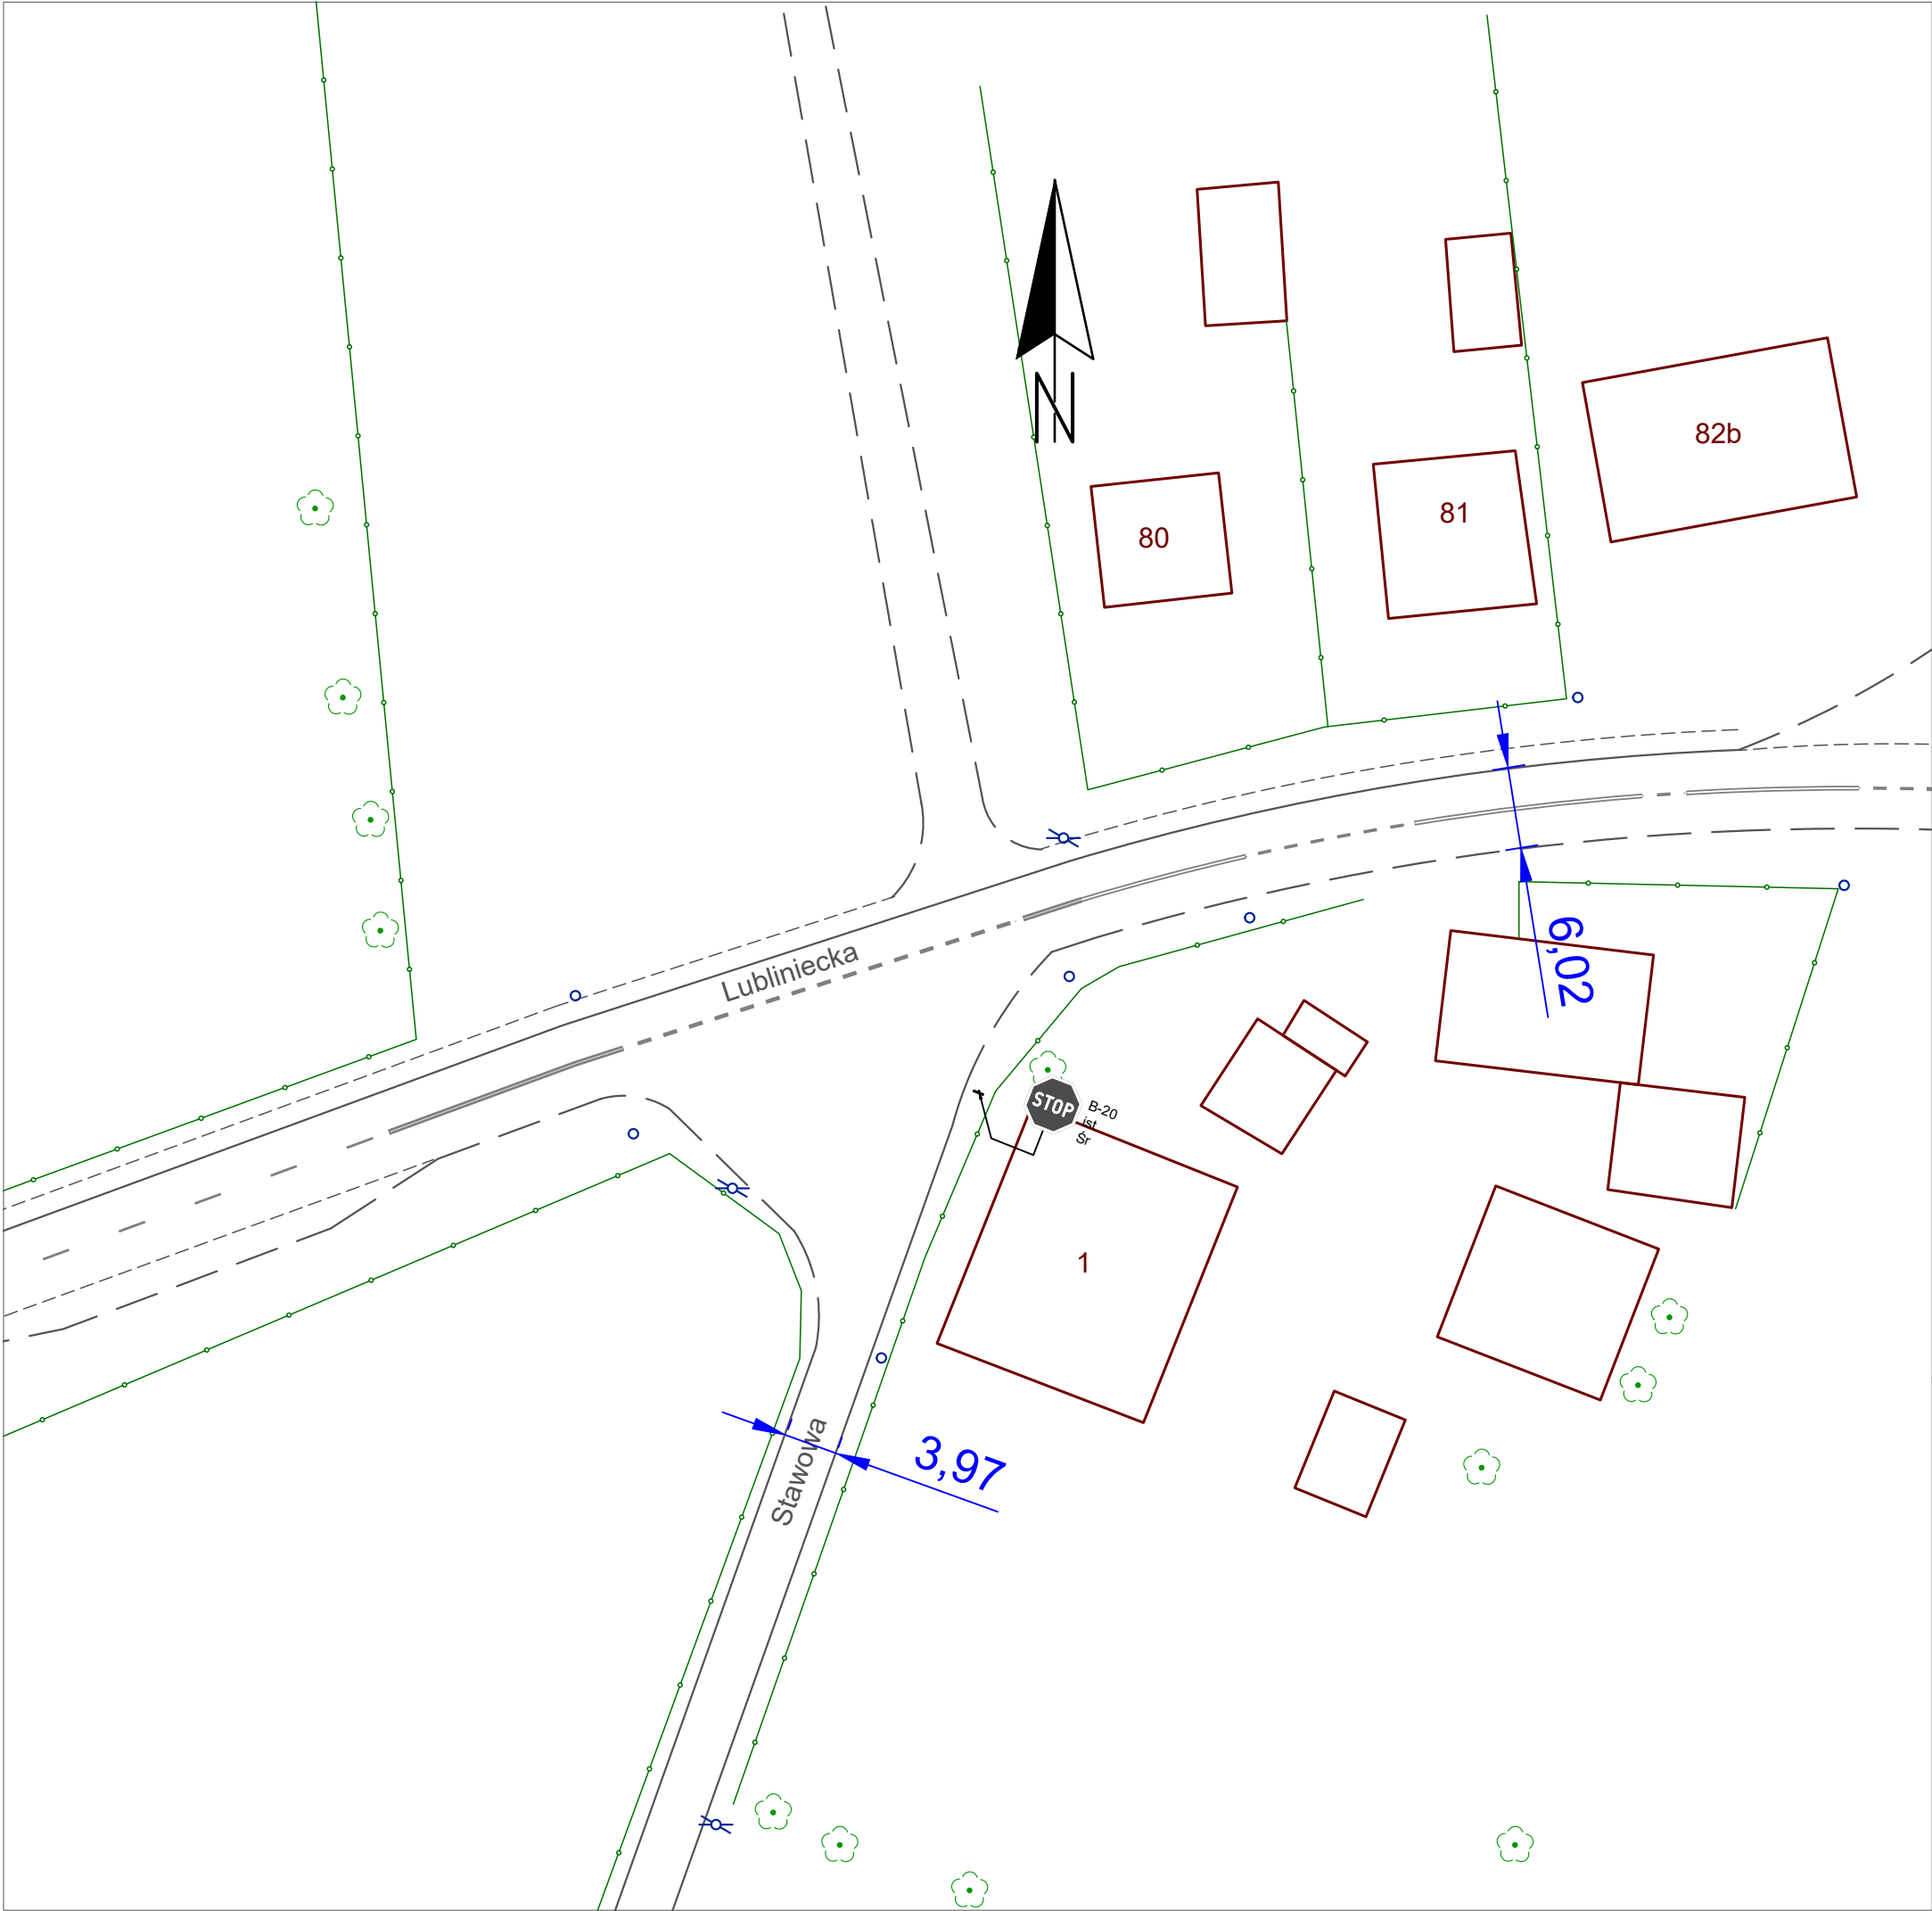 N
82b
81
80
Lubliniecka
6,02
STOP
B-20
ist
Śr
1
3,97
Stawowa